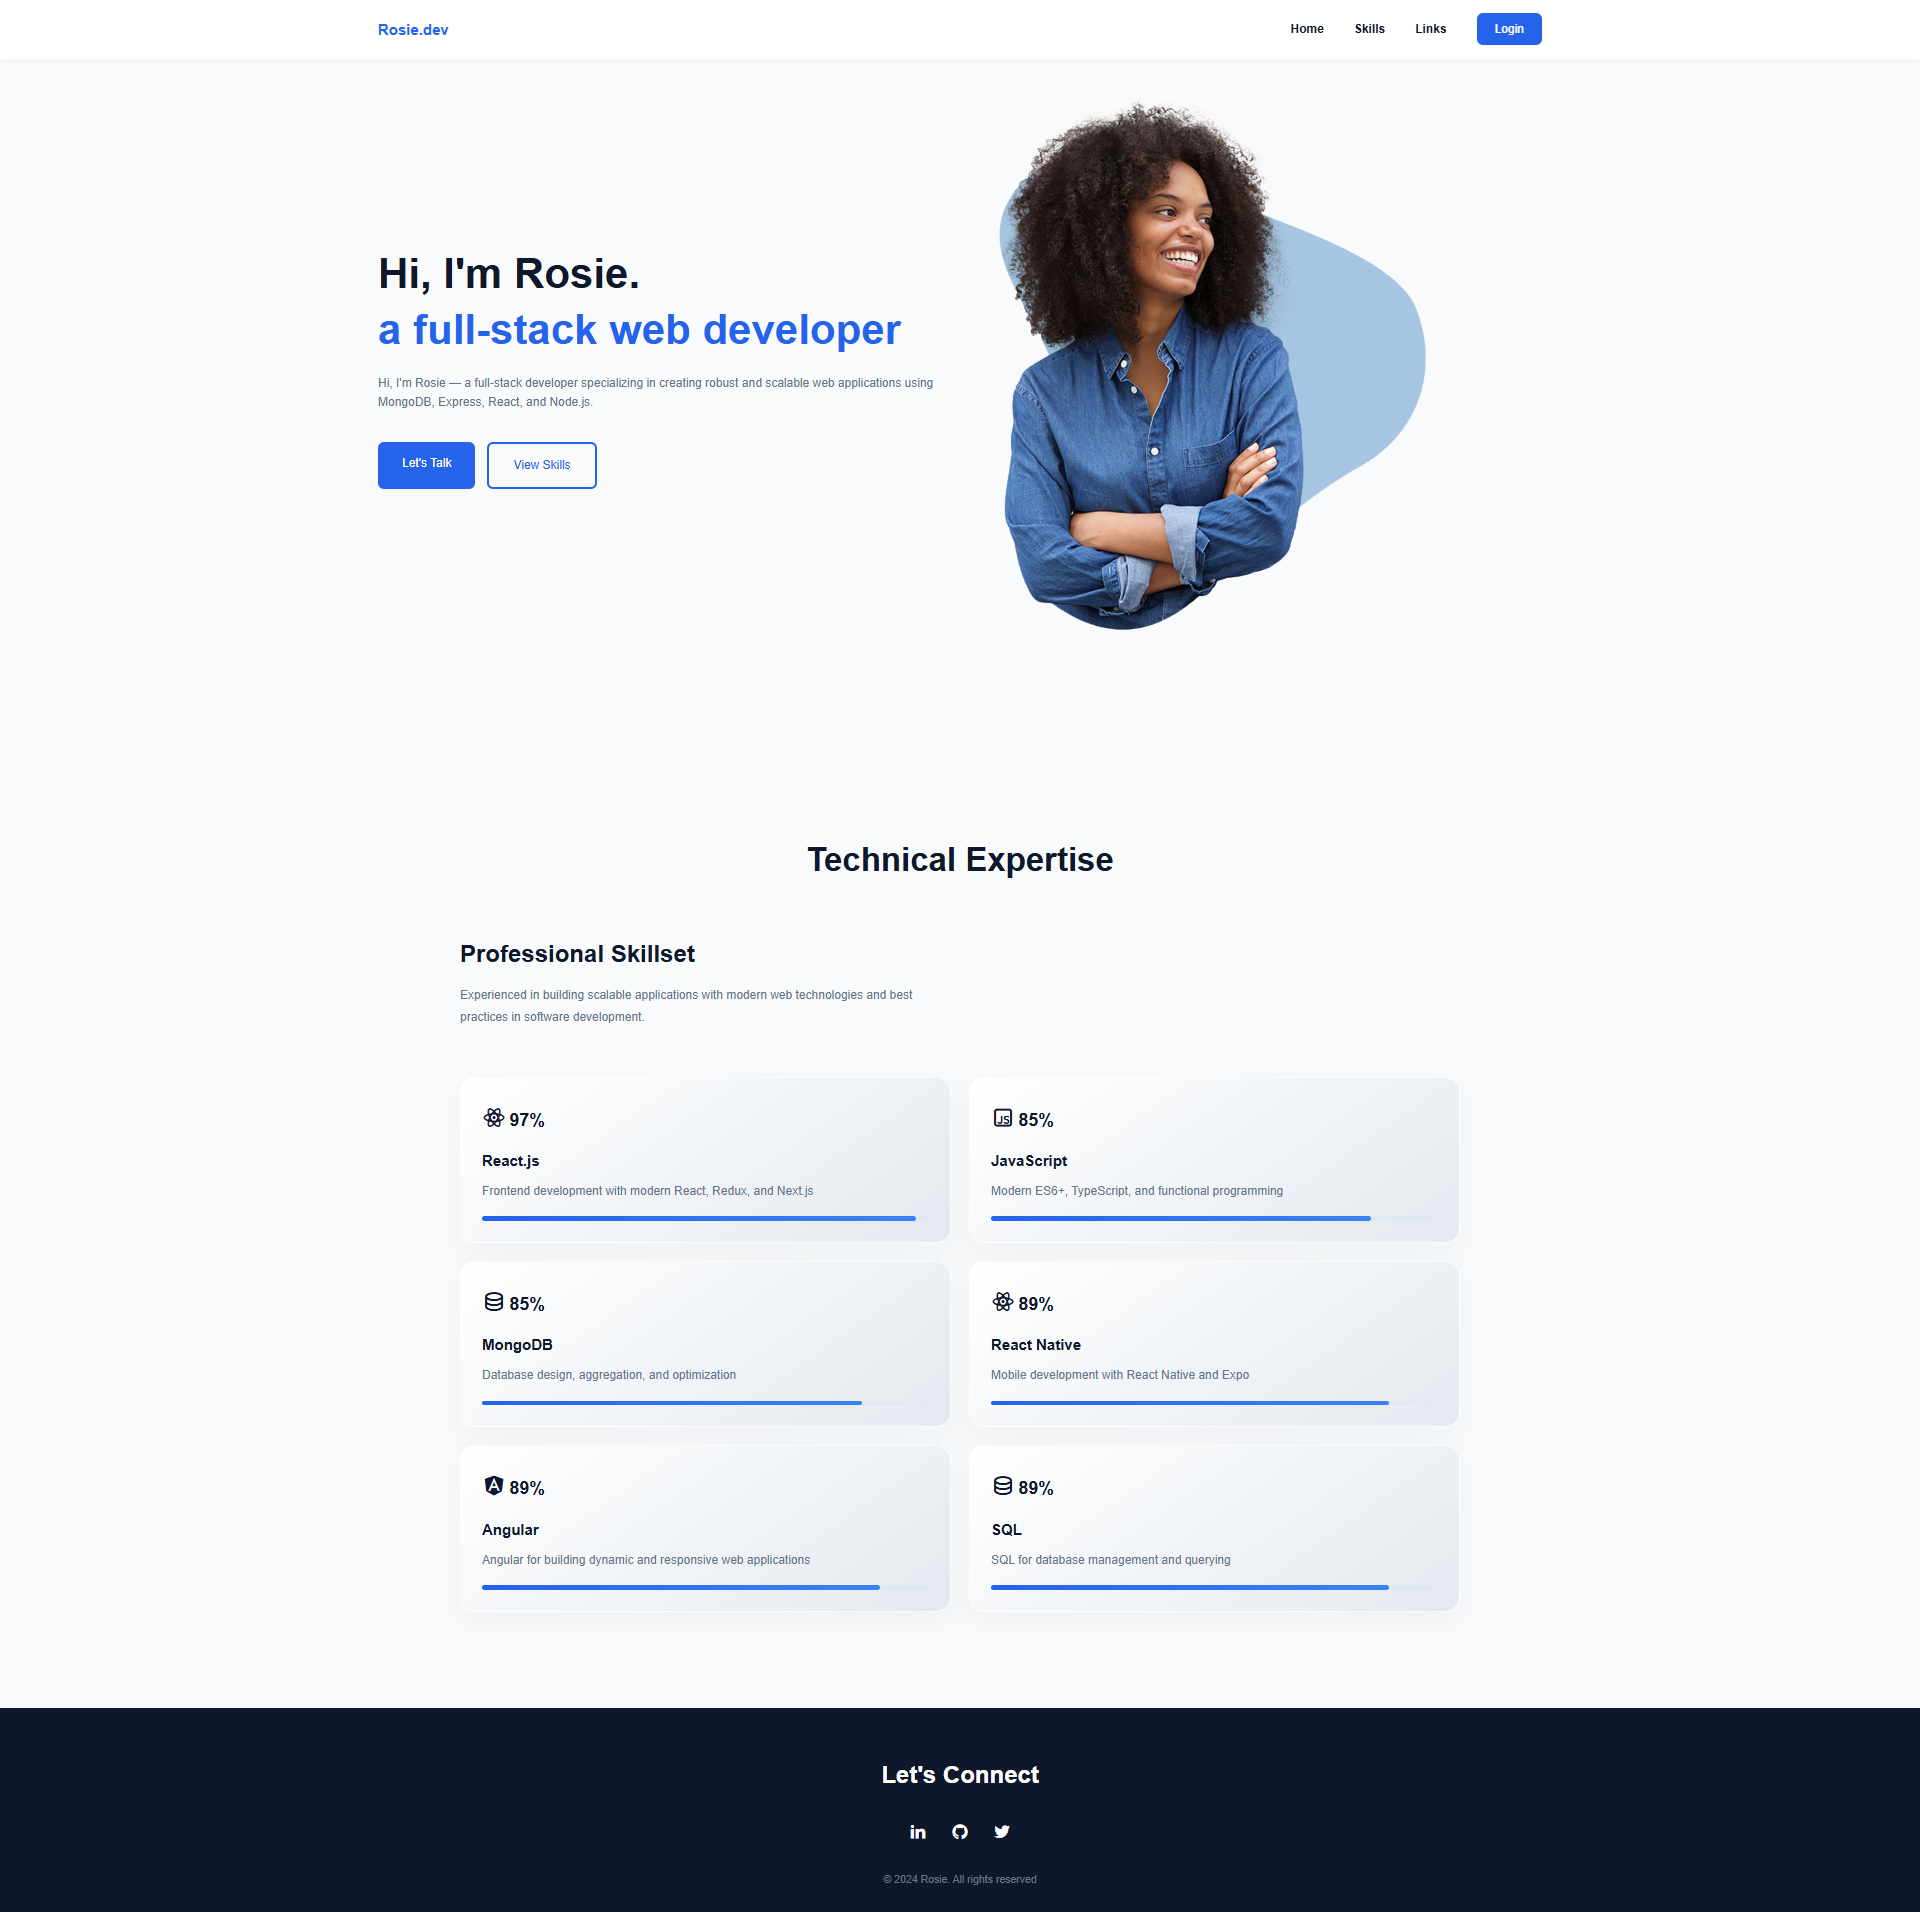 Rosie.dev
Home Skills Links Login
Hi, I'm Rosie.
a full-stack web developer
Hi, I'm Rosie — a full-stack developer specializing in creating robust and scalable web applications using
MongoDB, Express, React, and Node.js.
Let's Talk View Skills
Technical Expertise
Professional Skillset
Experienced in building scalable applications with modern web technologies and best
practices in software development.
97%
React.js
Frontend development with modern React, Redux, and Next.js
JS 85%
JavaScript
Modern ES6+, TypeScript, and functional programming
85%
MongoDB
Database design, aggregation, and optimization
89%
React Native
Mobile development with React Native and Expo
A 89%
Angular
Angular for building dynamic and responsive web applications
89%
SQL
SQL for database management and querying
Let's Connect
in
© 2024 Rosie. All rights reserved